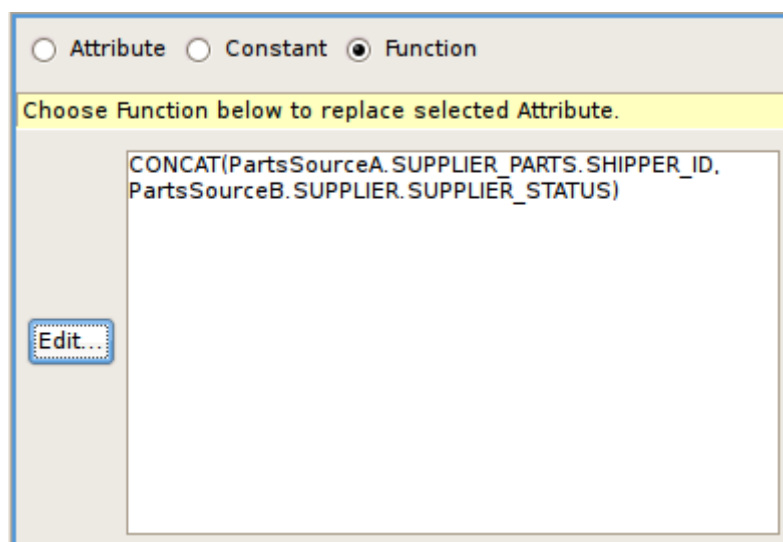 Attribute Constant Function
Choose Function below to replace selected Attribute.
CONCAT(PartsSourceA.SUPPLIER_PARTS.SHIPPER_ID,
PartsSourceB.SUPPLIER.SUPPLIER_STATUS)
Edit...